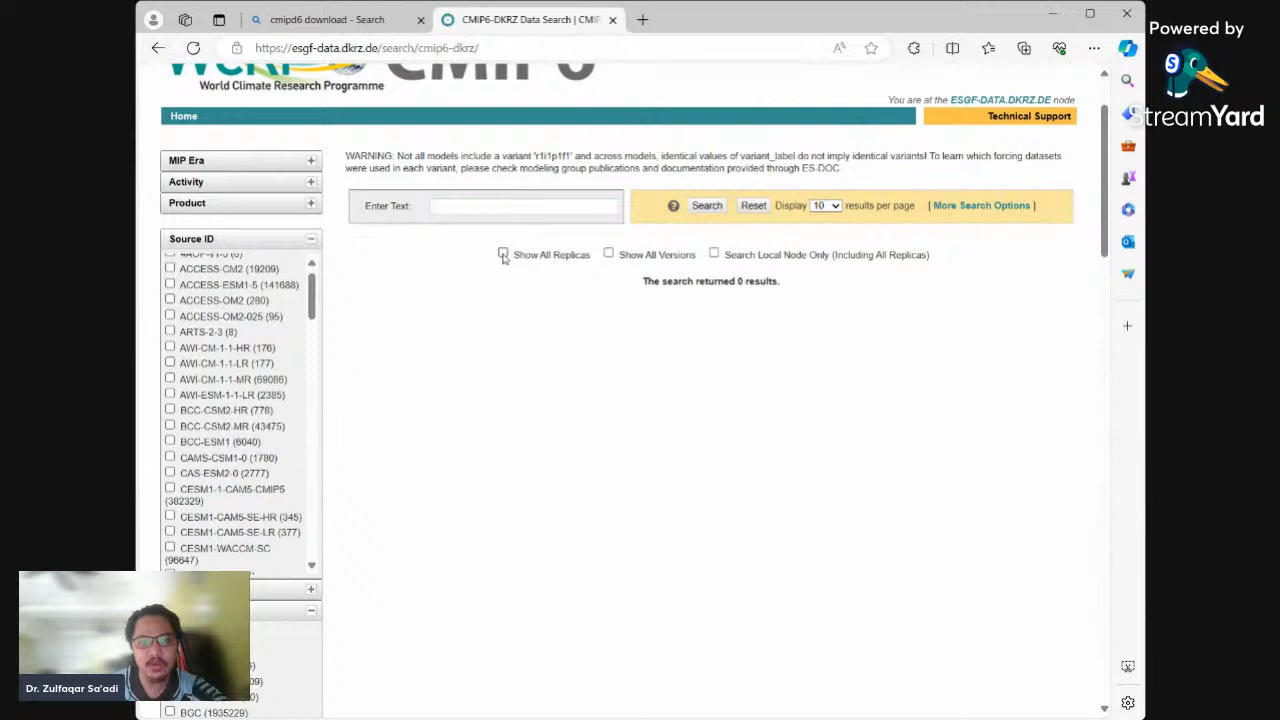 cmipd6 download - Search
CMIP6-DKRZ Data Search | CMIF
https://esgf-data.dkrz.de/search/cmip6-dkrz/
Powered by
StreamYard
WCRP CMIP6
World Climate Research Programme
You are at the ESGF-DATA.DKRZ.DE node
Home
Technical Support
MIP Era
Activity
Product
WARNING: Not all models include a variant 'r1i1p1f1' and across models, identical values of variant_label do not imply identical variants! To learn which forcing datasets
were used in each variant, please check modeling group publications and documentation provided through ES-DOC.
Enter Text:
Search Reset Display 10 results per page [ More Search Options ]
Show All Replicas Show All Versions Search Local Node Only (Including All Replicas)
The search returned 0 results.
Source ID
ACCESS-CM2 (19209)
ACCESS-ESM1-5 (141688)
ACCESS-OM2 (280)
ACCESS-OM2-025 (95)
ARTS-2-3 (8)
AWI-CM-1-1-HR (176)
AWI-CM-1-1-LR (177)
AWI-CM-1-1-MR (69086)
AWI-ESM-1-1-LR (2385)
BCC-CSM2-HR (778)
BCC-CSM2-MR (43475)
BCC-ESM1 (6040)
CAMS-CSM1-0 (1780)
CAS-ESM2-0 (2777)
CESM1-1-CAM5-CMIP5
(382329)
CESM1-CAM5-SE-HR (345)
CESM1-CAM5-SE-LR (377)
CESM1-WACCM-SC
(96647)
BGC (1935229)
Dr. Zulfaqar Sa'adi